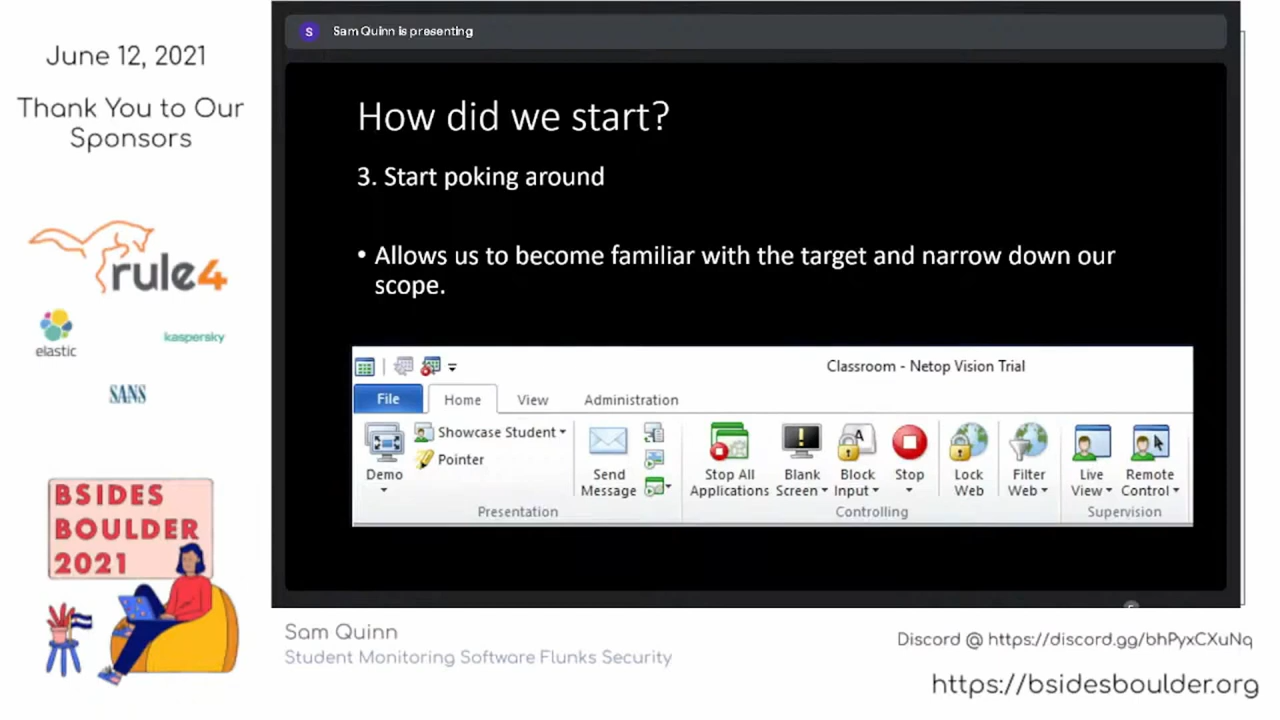 June 12, 2021
Thank You to Our
Sponsors
rule4
elastic
kaspersky
SANS
BSIDES
BOULDER
2021
S
Sam Quinn is presenting
How did we start?
3. Start poking around
• Allows us to become familiar with the target and narrow down our
scope.
Classroom - Netop Vision Trial
File Home View Administration
Demo
Showcase Student
Pointer
Presentation
Send
Message
Stop All
Applications
Blank
Screen
Block
Input
Stop
Lock
Web
Filter
Web
Controlling
Live
View
Remote
Control
Supervision
Sam Quinn
Student Monitoring Software Flunks Security
Discord @ https://discord.gg/bhPyxCXuNq
https://bsidesboulder.org